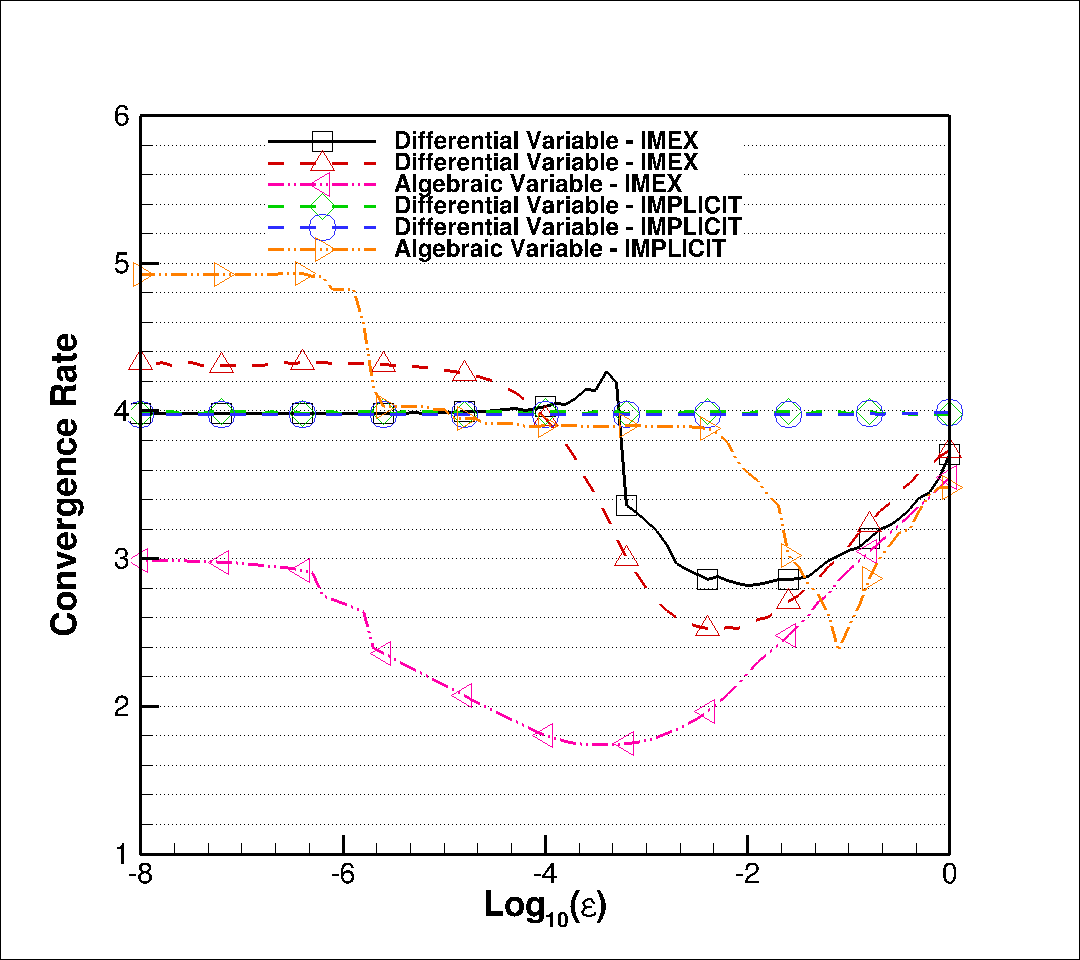 6
5
4
3
2
1
Convergence Rate
Differential Variable - IMEX
Differential Variable - IMEX
Algebraic Variable - IMEX
Differential Variable - IMPLICIT
Differential Variable - IMPLICIT
Algebraic Variable - IMPLICIT
-8 -6 -4 -2 0
Log10(ε)